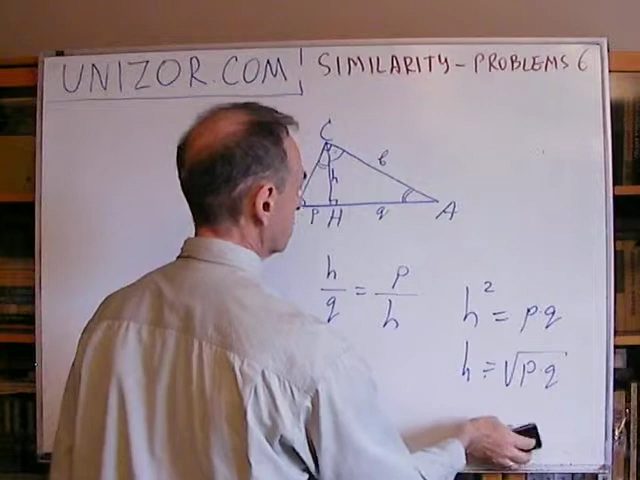 UNIZOR.COM
SIMILARITY - PROBLEMS 6
C
b
h
P H q A
h/q = p/h
h² = p·q
h = √p·q